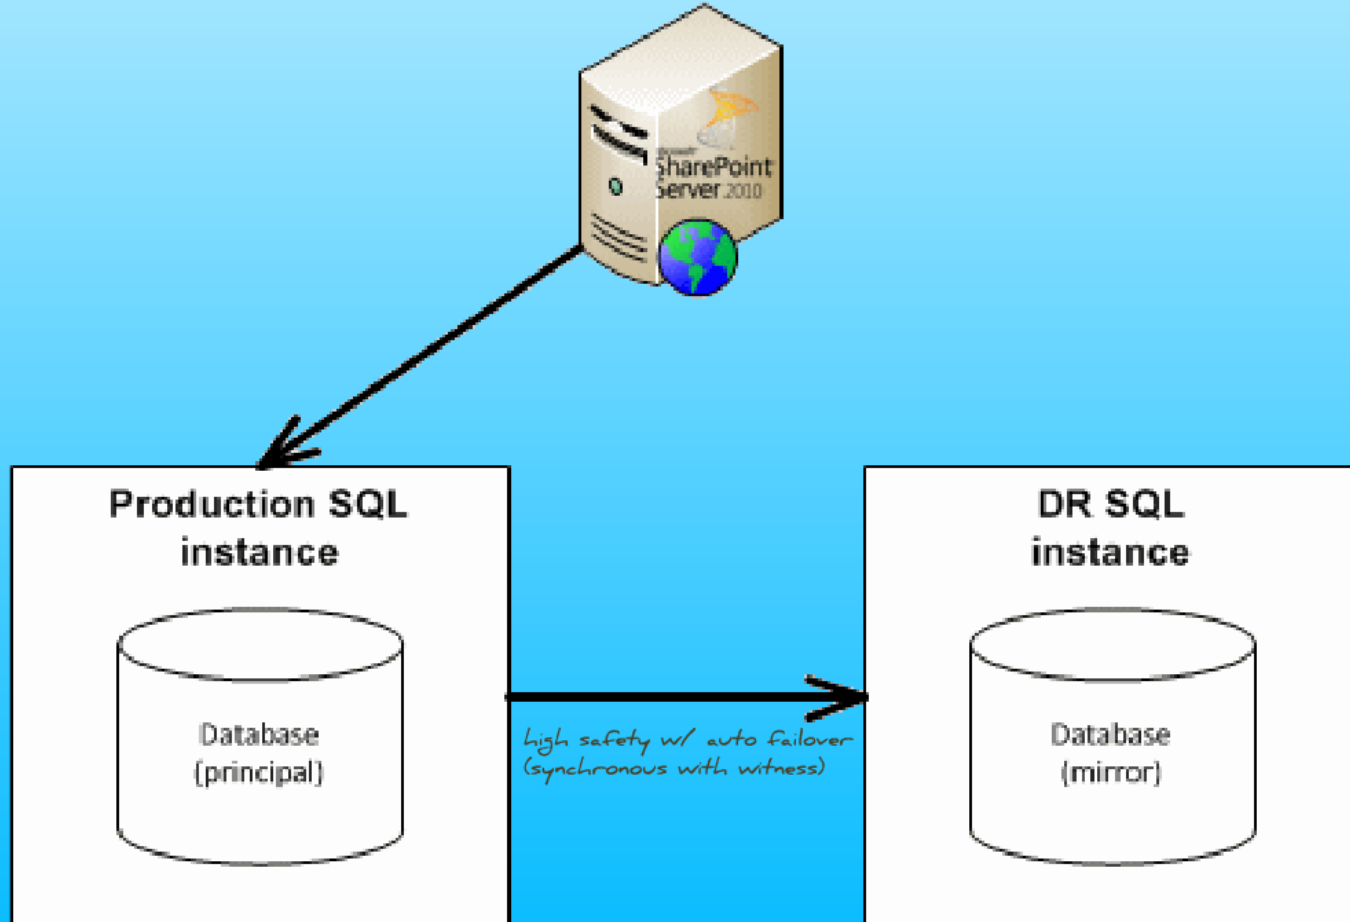 Microsoft
SharePoint
Server 2010
Production SQL
instance
DR SQL
instance
Database
(principal)
high safety w/ auto failover
(synchronous with witness)
Database
(mirror)